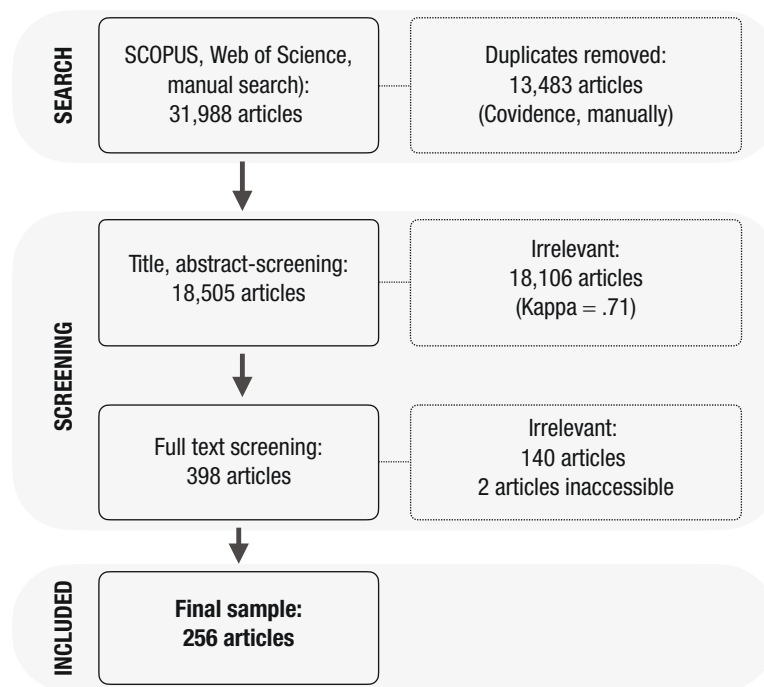 SEARCH
SCOPUS, Web of Science,
manual search):
31,988 articles
Duplicates removed:
13,483 articles
(Covidence, manually)
SCREENING
Title, abstract-screening:
18,505 articles
Irrelevant:
18,106 articles
(Kappa = .71)
Full text screening:
398 articles
Irrelevant:
140 articles
2 articles inaccessible
INCLUDED
Final sample:
256 articles